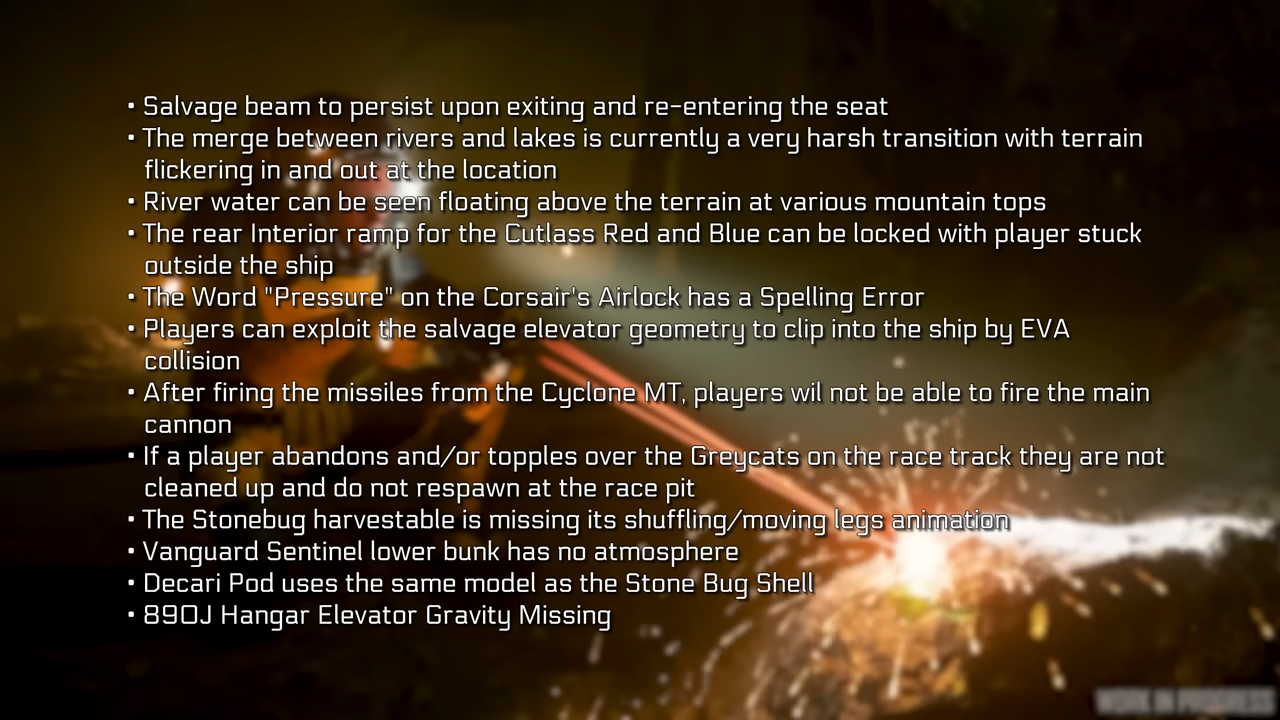 • Salvage beam to persist upon exiting and re-entering the seat
• The merge between rivers and lakes is currently a very harsh transition with terrain
flickering in and out at the location
• River water can be seen floating above the terrain at various mountain tops
• The rear Interior ramp for the Cutlass Red and Blue can be locked with player stuck
outside the ship
• The Word "Pressure" on the Corsair's Airlock has a Spelling Error
• Players can exploit the salvage elevator geometry to clip into the ship by EVA
collision
• After firing the missiles from the Cyclone MT, players wil not be able to fire the main
cannon
• If a player abandons and/or topples over the Greycats on the race track they are not
cleaned up and do not respawn at the race pit
• The Stonebug harvestable is missing its shuffling/moving legs animation
• Vanguard Sentinel lower bunk has no atmosphere
• Decari Pod uses the same model as the Stone Bug Shell
• 890J Hangar Elevator Gravity Missing
WORK IN PROGRESS